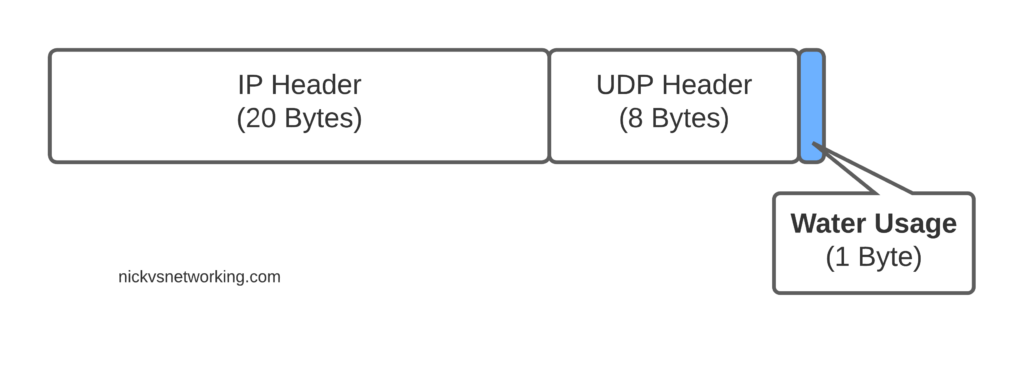 IP Header
(20 Bytes)
UDP Header
(8 Bytes)
Water Usage
(1 Byte)
nickvsnetworking.com